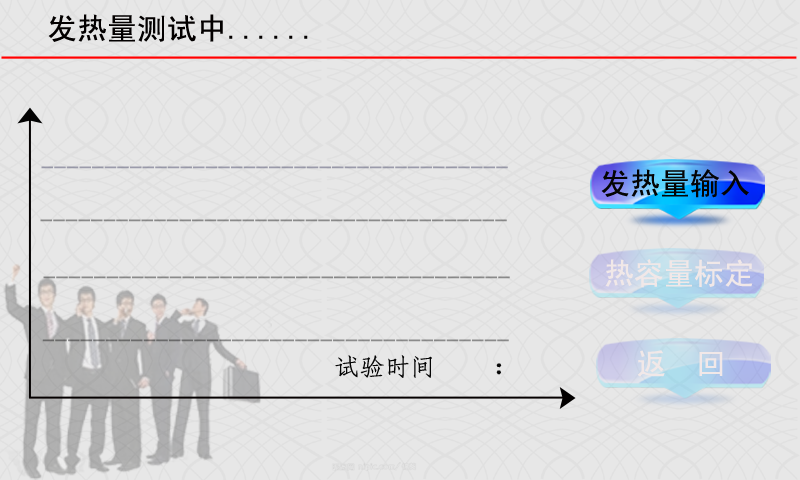 发热量测试中......
发热量输入
热容量标定
试验时间 :
返 回